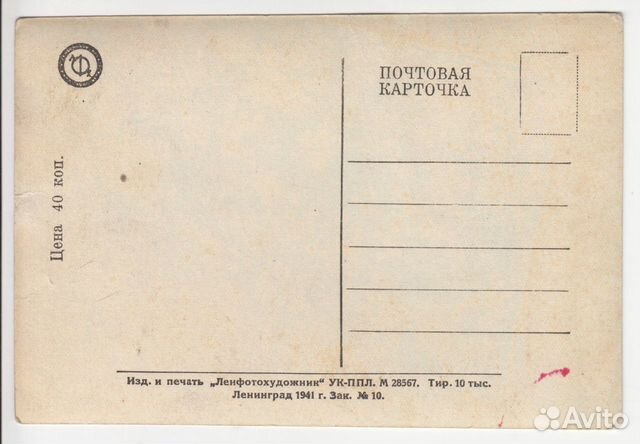 ПОЧТОВАЯ
КАРТОЧКА
Цена 40 коп.
Изд. и печать „Ленфотохудожник“ УК-ППЛ. М 28567. Тир. 10 тыс.
Ленинград 1941 г. Зак. № 10.
Avito